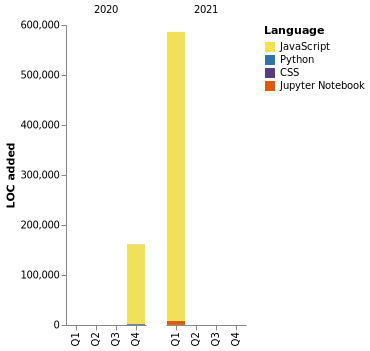 2020 2021
Language
JavaScript
Python
CSS
Jupyter Notebook
LOC added
600,000
500,000
400,000
300,000
200,000
100,000
0
Q1 Q2 Q3 Q4 Q1 Q2 Q3 Q4